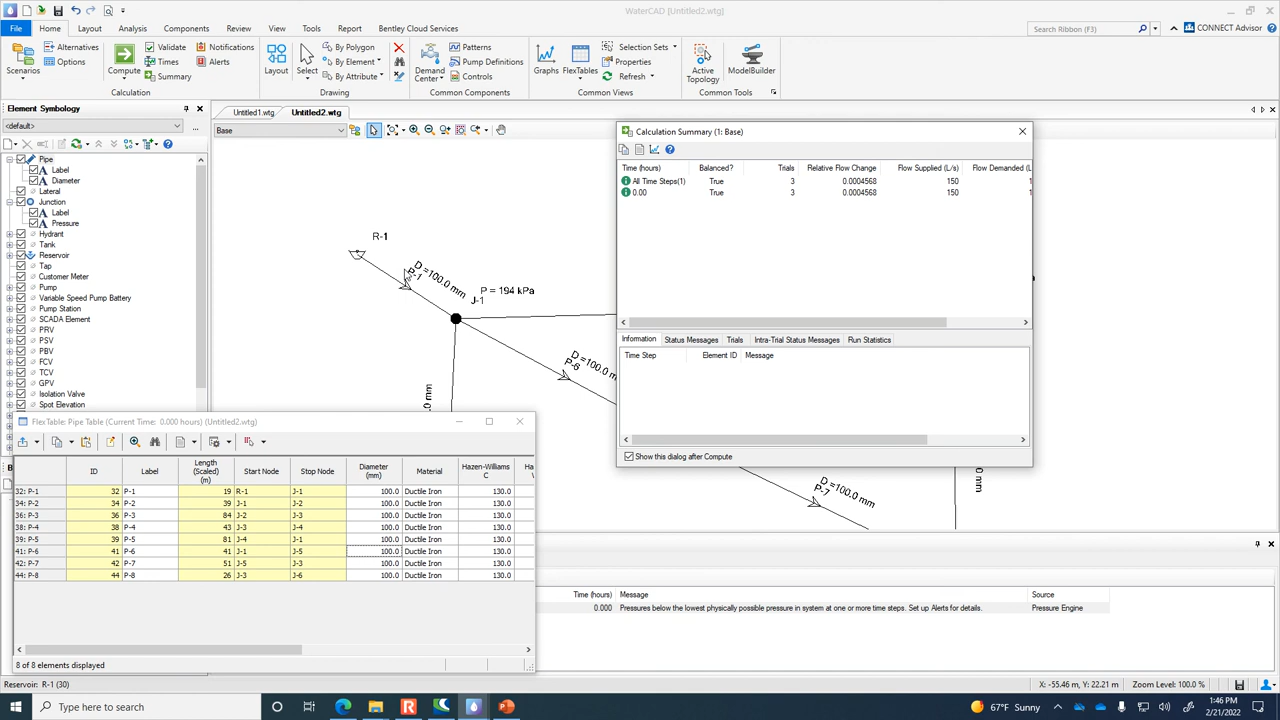 WaterCAD [Untitled2.wtg]
File Home Layout Analysis Components Review View Tools Report Bentley Cloud Services
Search Ribbon (F3) CONNECT Advisor
Scenarios Alternatives Options
Compute Validate Times Summary Notifications Alerts
Calculation
Layout Select By Polygon By Element By Attribute
Drawing
Demand Center Patterns Pump Definitions Controls
Common Components
Graphs FlexTables Selection Sets Properties Refresh
Common Views
Active Topology ModelBuilder
Common Tools
Element Symbology
<default>
Pipe
Label
Diameter
Lateral
Junction
Label
Pressure
Hydrant
Tank
Reservoir
Tap
Customer Meter
Pump
Variable Speed Pump Battery
Pump Station
SCADA Element
PRV
PSV
PBV
FCV
TCV
GPV
Isolation Valve
Spot Elevation
Untitled1.wtg Untitled2.wtg
Base
R-1
D =100.0 mm
P-1
P = 194 kPa
J-1
D =100.0 m
P-6
.0 mm
D =100.0 mm
P-7
mm
Calculation Summary (1: Base)
Time (hours) Balanced? Trials Relative Flow Change Flow Supplied (L/s) Flow Demanded (L
All Time Steps(1) True 3 0.0004568 150 1
0.00 True 3 0.0004568 150 1
Information Status Messages Trials Intra-Trial Status Messages Run Statistics
Time Step Element ID Message
Show this dialog after Compute
FlexTable: Pipe Table (Current Time: 0.000 hours) (Untitled2.wtg)
ID Label Length (Scaled) (m) Start Node Stop Node Diameter (mm) Material Hazen-Williams C
32: P-1 32 P-1 19 R-1 J-1 100.0 Ductile Iron 130.0
34: P-2 34 P-2 39 J-1 J-2 100.0 Ductile Iron 130.0
36: P-3 36 P-3 84 J-2 J-3 100.0 Ductile Iron 130.0
38: P-4 38 P-4 43 J-3 J-4 100.0 Ductile Iron 130.0
39: P-5 39 P-5 81 J-4 J-1 100.0 Ductile Iron 130.0
41: P-6 41 P-6 41 J-1 J-5 100.0 Ductile Iron 130.0
42: P-7 42 P-7 51 J-5 J-3 100.0 Ductile Iron 130.0
44: P-8 44 P-8 26 J-3 J-6 100.0 Ductile Iron 130.0
8 of 8 elements displayed
Time (hours) Message Source
0.000 Pressures below the lowest physically possible pressure in system at one or more time steps. Set up Alerts for details. Pressure Engine
Reservoir: R-1 (30) X: -55.46 m, Y: 22.21 m Zoom Level: 100.0 %
Type here to search
67°F Sunny
1:46 PM
2/21/2022